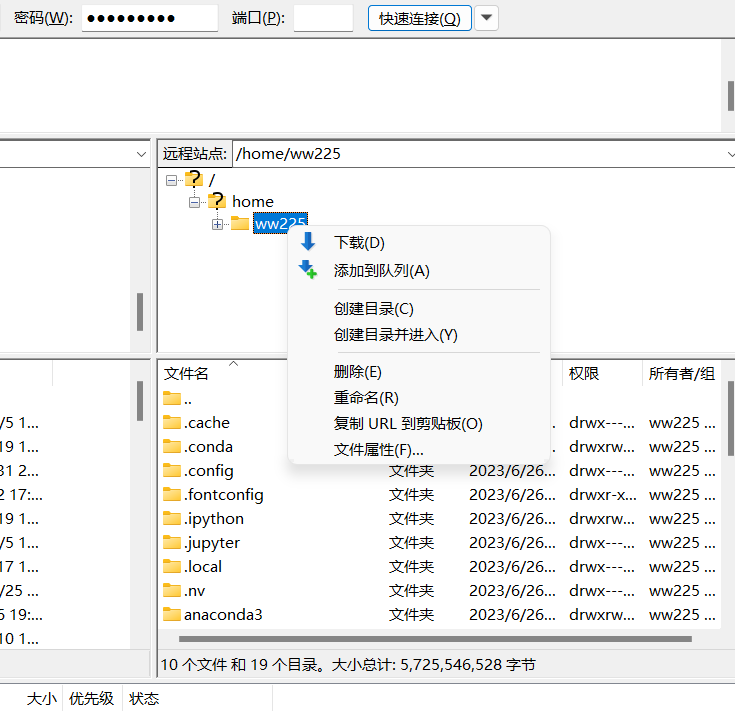 密码(W): ●●●●●●●●● 端口(P): 快速连接(Q)
远程站点: /home/ww225
/
home
ww225
下载(D)
添加到队列(A)
创建目录(C)
创建目录并进入(Y)
删除(E)
重命名(R)
复制 URL 到剪贴板(O)
文件属性(F)...
文件名 权限 所有者/组
..
/5 1... .cache drwx---... ww225 ...
19 1... .conda drwxrw... ww225 ...
31 2... .config 文件夹 2023/6/26... drwx---... ww225 ...
2 17:... .fontconfig 文件夹 2023/6/26... drwxr-x... ww225 ...
19 1... .ipython 文件夹 2023/6/26... drwxrw... ww225 ...
/5 1... .jupyter 文件夹 2023/6/26... drwx---... ww225 ...
17 1... .local 文件夹 2023/6/26... drwx---... ww225 ...
/25 ... .nv 文件夹 2023/6/26... drwx---... ww225 ...
6 19:... anaconda3 文件夹 2023/6/26... drwxrw... ww225 ...
10 1...
10 个文件 和 19 个目录。大小总计: 5,725,546,528 字节
大小 优先级 状态